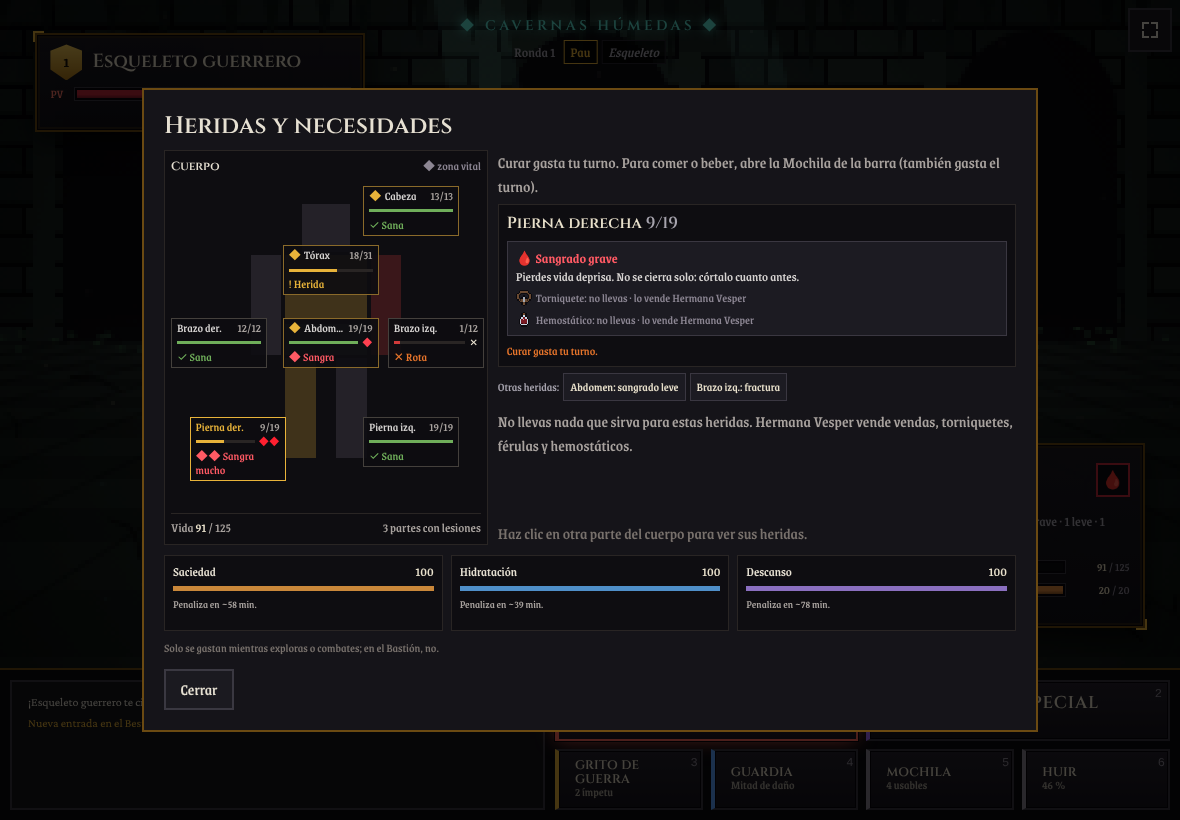 CAVERNAS HÚMEDAS
Ronda 1 Pau Esqueleto
1 Esqueleto guerrero
PV
Heridas y necesidades
Cuerpo
zona vital
Cabeza 13/13
Sana
Tórax 18/31
! Herida
Brazo der. 12/12
Sana
Abdom... 19/19
Sangra
Brazo izq. 1/12
Rota
Pierna der. 9/19
Sangra
mucho
Pierna izq. 19/19
Sana
Vida 91 / 125
3 partes con lesiones
Curar gasta tu turno. Para comer o beber, abre la Mochila de la barra (también gasta el
turno).
Pierna derecha 9/19
Sangrado grave
Pierdes vida deprisa. No se cierra solo: córtalo cuanto antes.
Torniquete: no llevas · lo vende Hermana Vesper
Hemostático: no llevas · lo vende Hermana Vesper
Curar gasta tu turno.
Otras heridas: Abdomen: sangrado leve Brazo izq.: fractura
No llevas nada que sirva para estas heridas. Hermana Vesper vende vendas, torniquetes,
férulas y hemostáticos.
Haz clic en otra parte del cuerpo para ver sus heridas.
Saciedad 100
Penaliza en ~58 min.
Hidratación 100
Penaliza en ~39 min.
Descanso 100
Penaliza en ~78 min.
Solo se gastan mientras exploras o combates; en el Bastión, no.
Cerrar
rave · 1 leve · 1
91 / 125
20 / 20
¡Esqueleto guerrero te ci
Nueva entrada en el Bes
PECIAL 2
GRITO DE
GUERRA
2 ímpetu
3
GUARDIA
Mitad de daño
4
MOCHILA
4 usables
5
HUIR
46 %
6